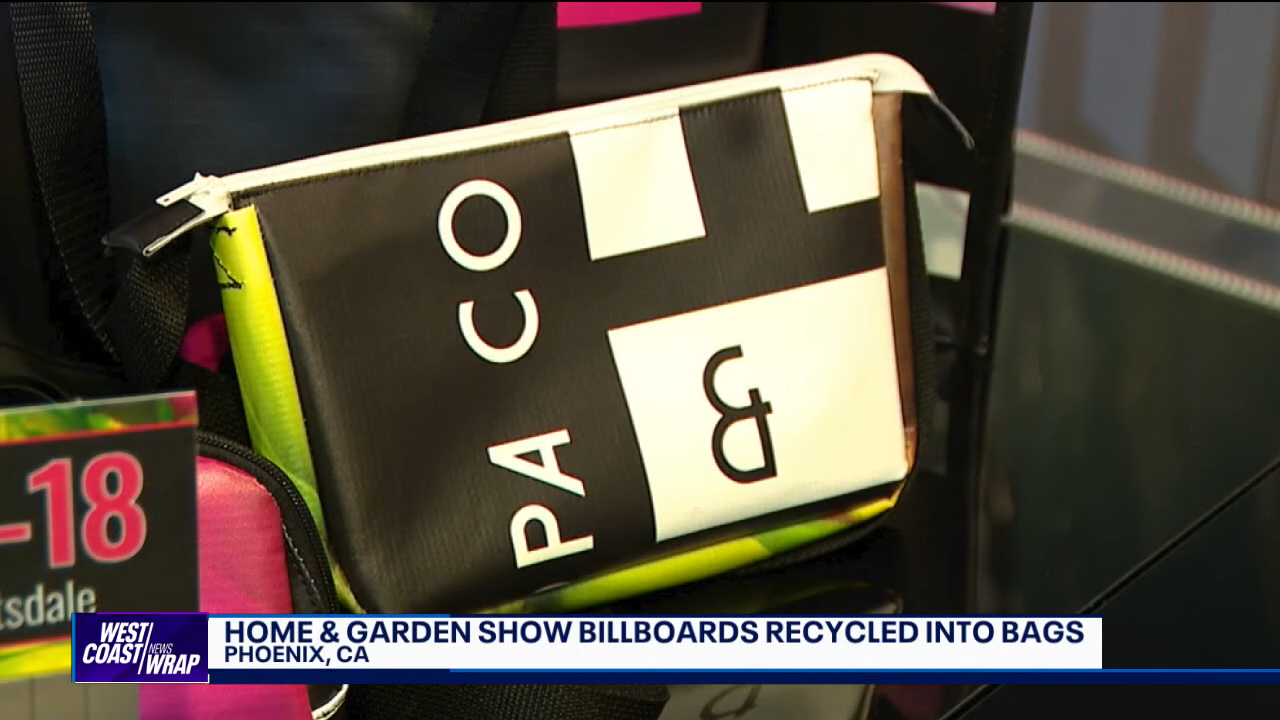 PA CO
&
-18
tsdale
WEST
COAST
NEWS
WRAP
HOME & GARDEN SHOW BILLBOARDS RECYCLED INTO BAGS
PHOENIX, CA